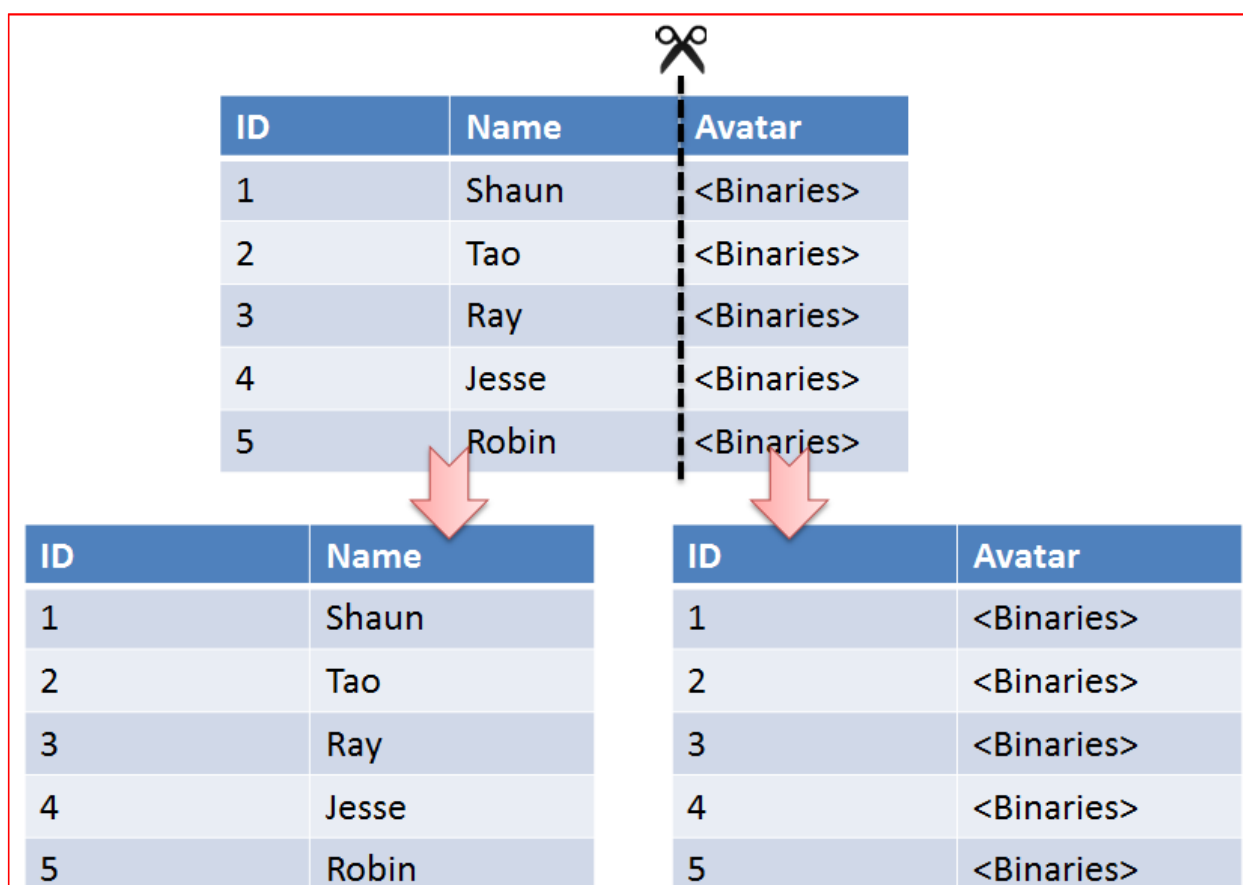 ID Name Avatar
1 Shaun <Binaries>
2 Tao <Binaries>
3 Ray <Binaries>
4 Jesse <Binaries>
5 Robin <Binaries>
ID Name
1 Shaun
2 Tao
3 Ray
4 Jesse
5 Robin
ID Avatar
1 <Binaries>
2 <Binaries>
3 <Binaries>
4 <Binaries>
5 <Binaries>